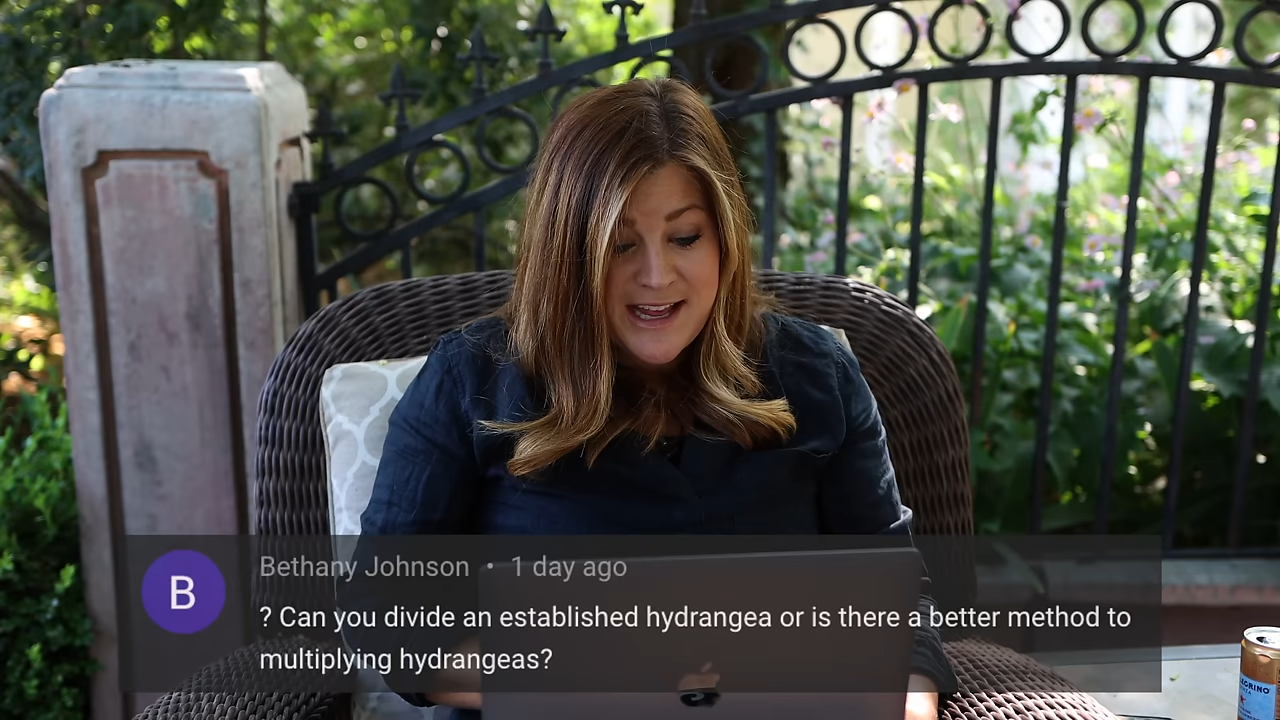 Bethany Johnson • 1 day ago
B
? Can you divide an established hydrangea or is there a better method to
multiplying hydrangeas?